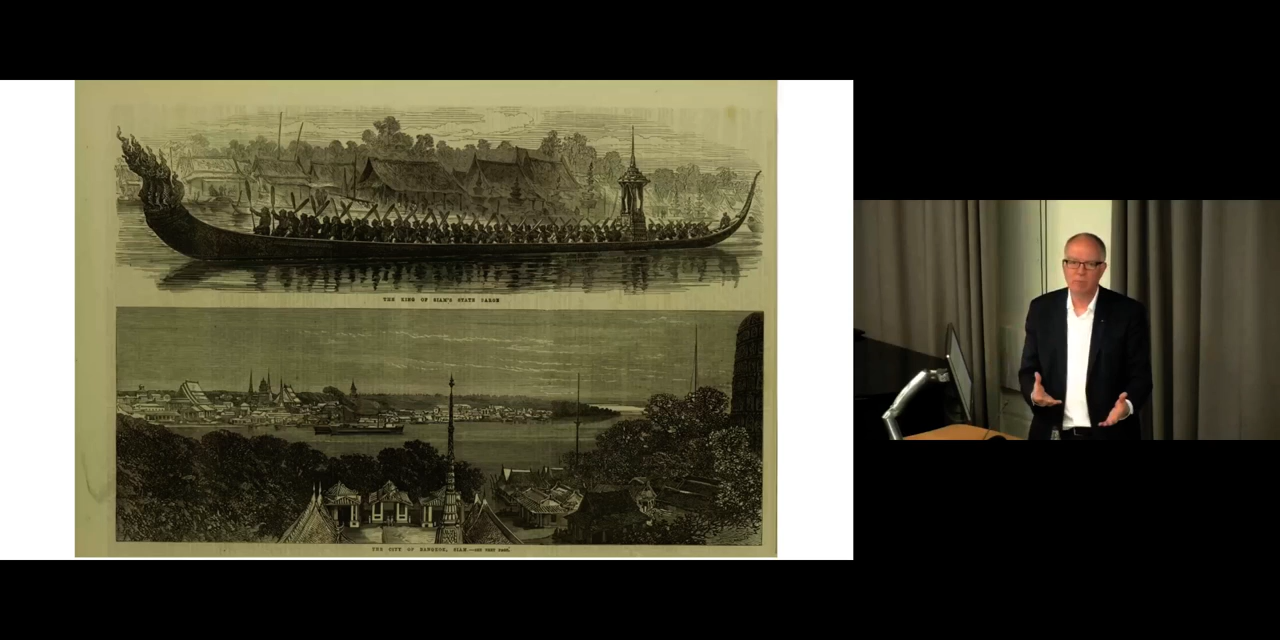 THE KING OF SIAM'S STATE BARGE
THE CITY OF BANGKOK, SIAM.—SEE NEXT PAGE.